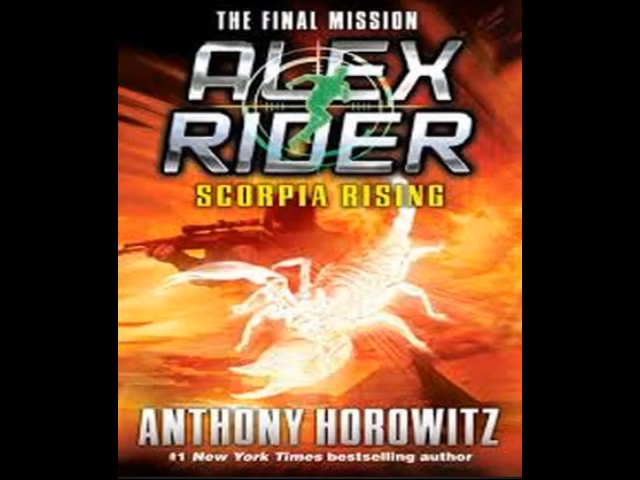 THE FINAL MISSION
ALEX
RIDER
SCORPIA RISING
ANTHONY HOROWITZ
#1 New York Times bestselling author